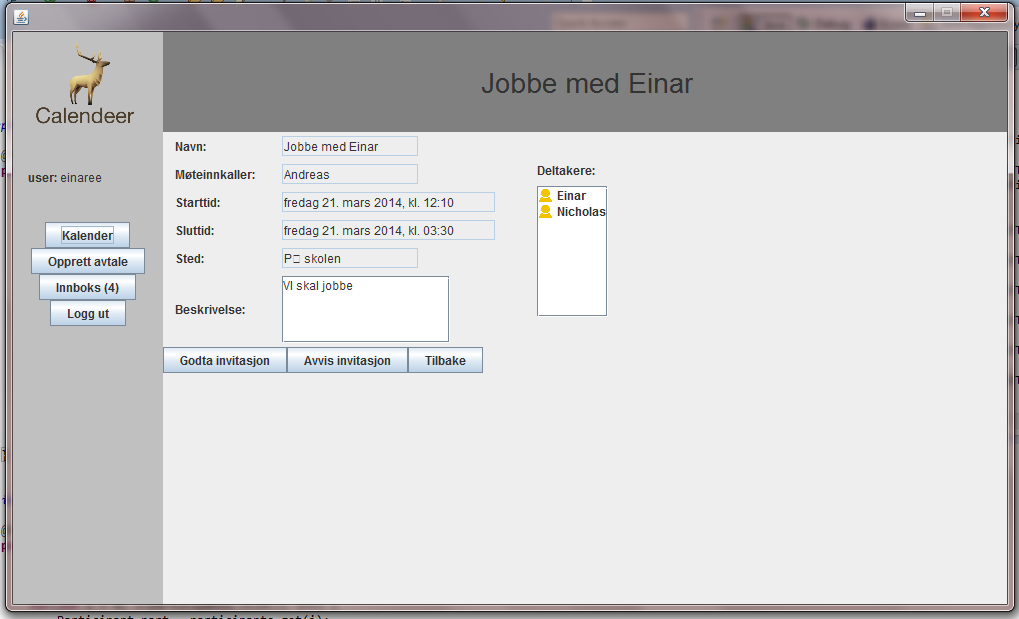 Calendeer
Jobbe med Einar
user: einaree
Kalender
Opprett avtale
Innboks (4)
Logg ut
Navn: Jobbe med Einar
Møteinnkaller: Andreas
Starttid: fredag 21. mars 2014, kl. 12:10
Sluttid: fredag 21. mars 2014, kl. 03:30
Sted: P□ skolen
Beskrivelse: VI skal jobbe
Godta invitasjon Avvis invitasjon Tilbake
Deltakere:
Einar
Nicholas